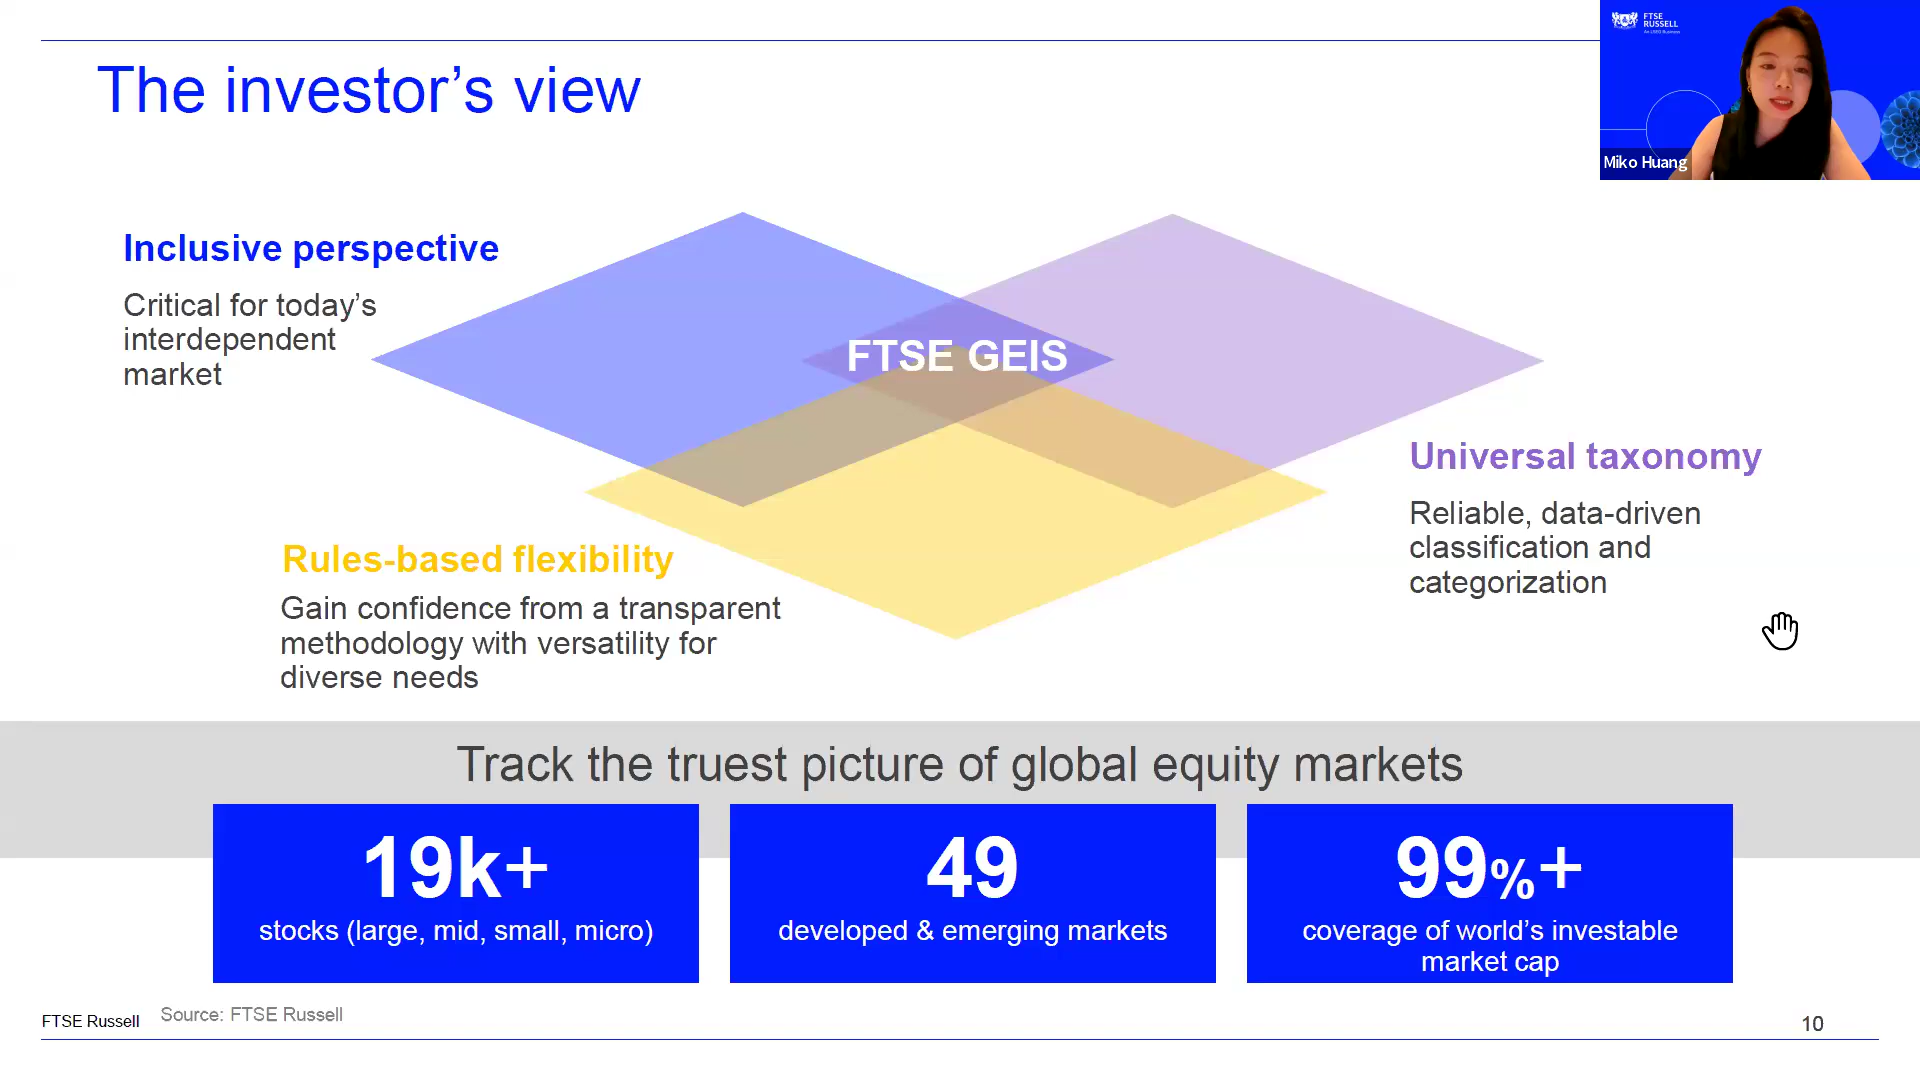 The investor’s view
FTSE
RUSSELL
An LSEG Business
Miko Huang
Inclusive perspective
Critical for today’s
interdependent
market
FTSE GEIS
Universal taxonomy
Reliable, data-driven
classification and
categorization
Rules-based flexibility
Gain confidence from a transparent
methodology with versatility for
diverse needs
Track the truest picture of global equity markets
19k+
stocks (large, mid, small, micro)
49
developed & emerging markets
99%+
coverage of world’s investable
market cap
FTSE Russell
Source: FTSE Russell
10